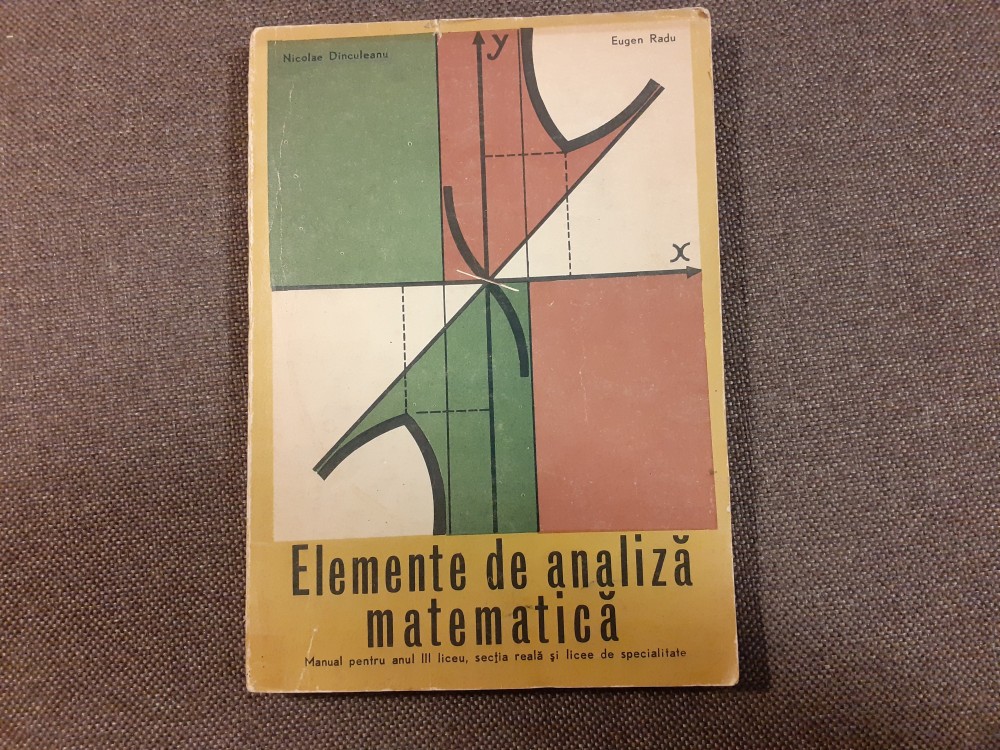 Nicolae Dinculeanu
Eugen Radu
y
x
Elemente de analiză
matematică
Manual pentru anul III liceu, secția reală și licee de specialitate